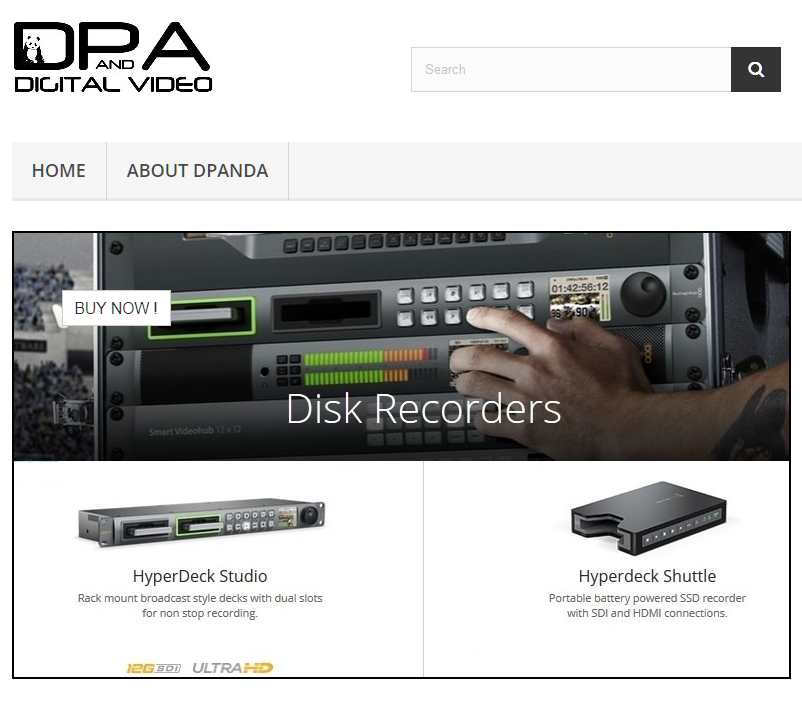 DPA
AND
DIGITAL VIDEO
Search
HOME
ABOUT DPANDA
BUY NOW !
01:42:56:12
Smart Videohub 12 x 12
Disk Recorders
HyperDeck Studio
Rack mount broadcast style decks with dual slots
for non stop recording.
12G SDI ULTRA HD
Hyperdeck Shuttle
Portable battery powered SSD recorder
with SDI and HDMI connections.